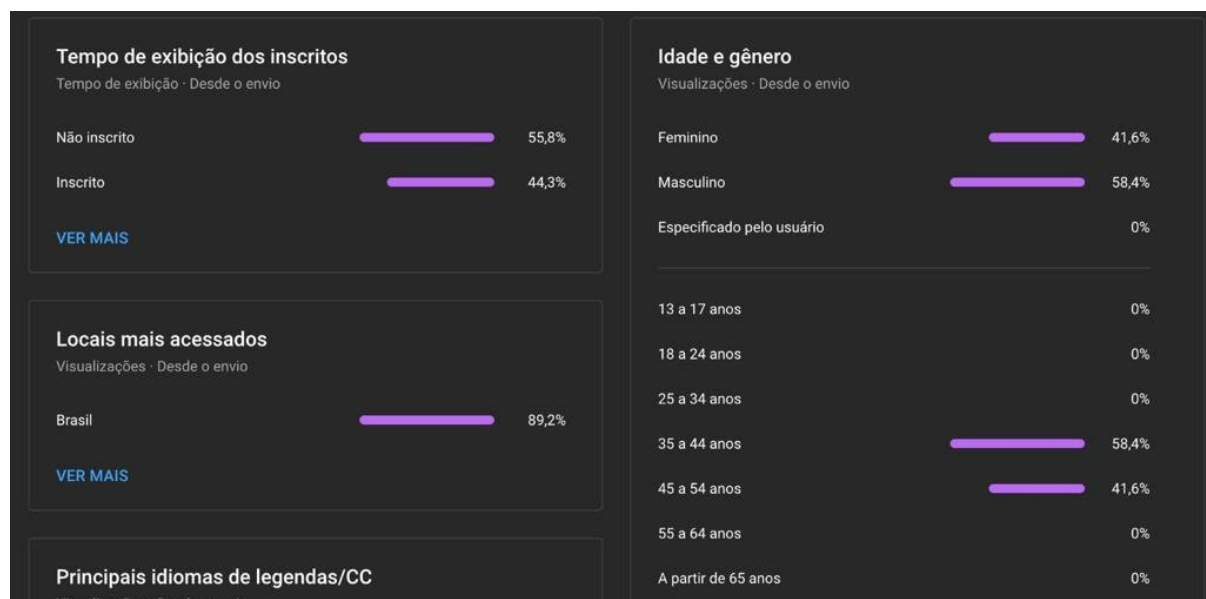 Tempo de exibição dos inscritos
Tempo de exibição · Desde o envio
Não inscrito 55,8%
Inscrito 44,3%
VER MAIS
Locais mais acessados
Visualizações · Desde o envio
Brasil 89,2%
VER MAIS
Principais idiomas de legendas/CC
Idade e gênero
Visualizações · Desde o envio
Feminino 41,6%
Masculino 58,4%
Especificado pelo usuário 0%
13 a 17 anos 0%
18 a 24 anos 0%
25 a 34 anos 0%
35 a 44 anos 58,4%
45 a 54 anos 41,6%
55 a 64 anos 0%
A partir de 65 anos 0%